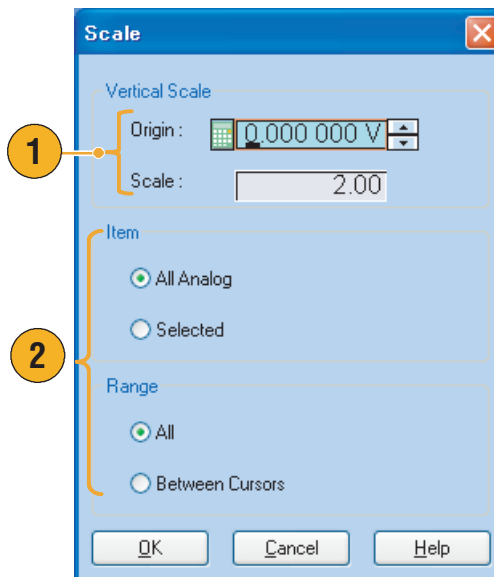 Scale
Vertical Scale
Origin : 0.000 000 V
1
Scale : 2.00
Item
All Analog
Selected
2
Range
All
Between Cursors
OK Cancel Help